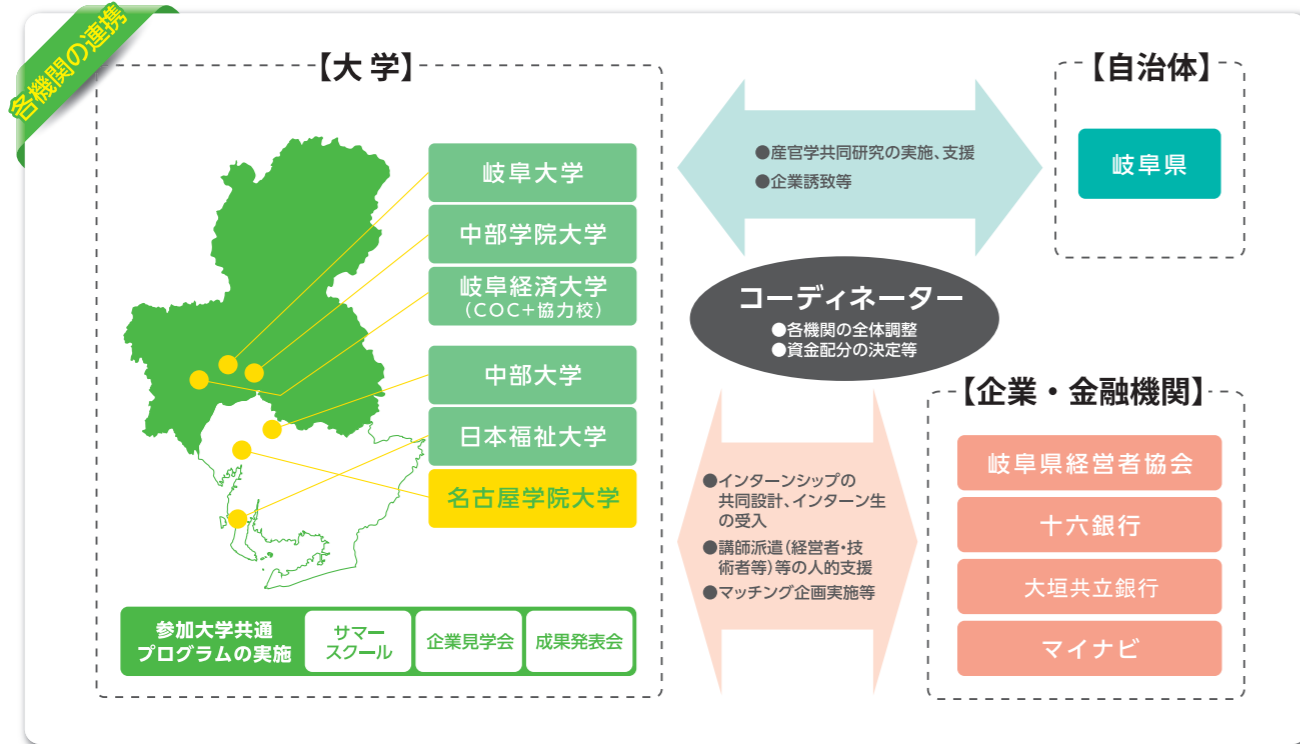 各機関の連携
【大 学】
岐阜大学
中部学院大学
岐阜経済大学
(COC+協力校)
中部大学
日本福祉大学
名古屋学院大学
参加大学共通
プログラムの実施
サマー
スクール
企業見学会
成果発表会
●産官学共同研究の実施、支援
●企業誘致等
【自治体】
岐阜県
コーディネーター
●各機関の全体調整
●資金配分の決定等
●インターンシップの
共同設計、インターン生
の受入
●講師派遣(経営者・技
術者等)等の人的支援
●マッチング企画実施等
【企業・金融機関】
岐阜県経営者協会
十六銀行
大垣共立銀行
マイナビ